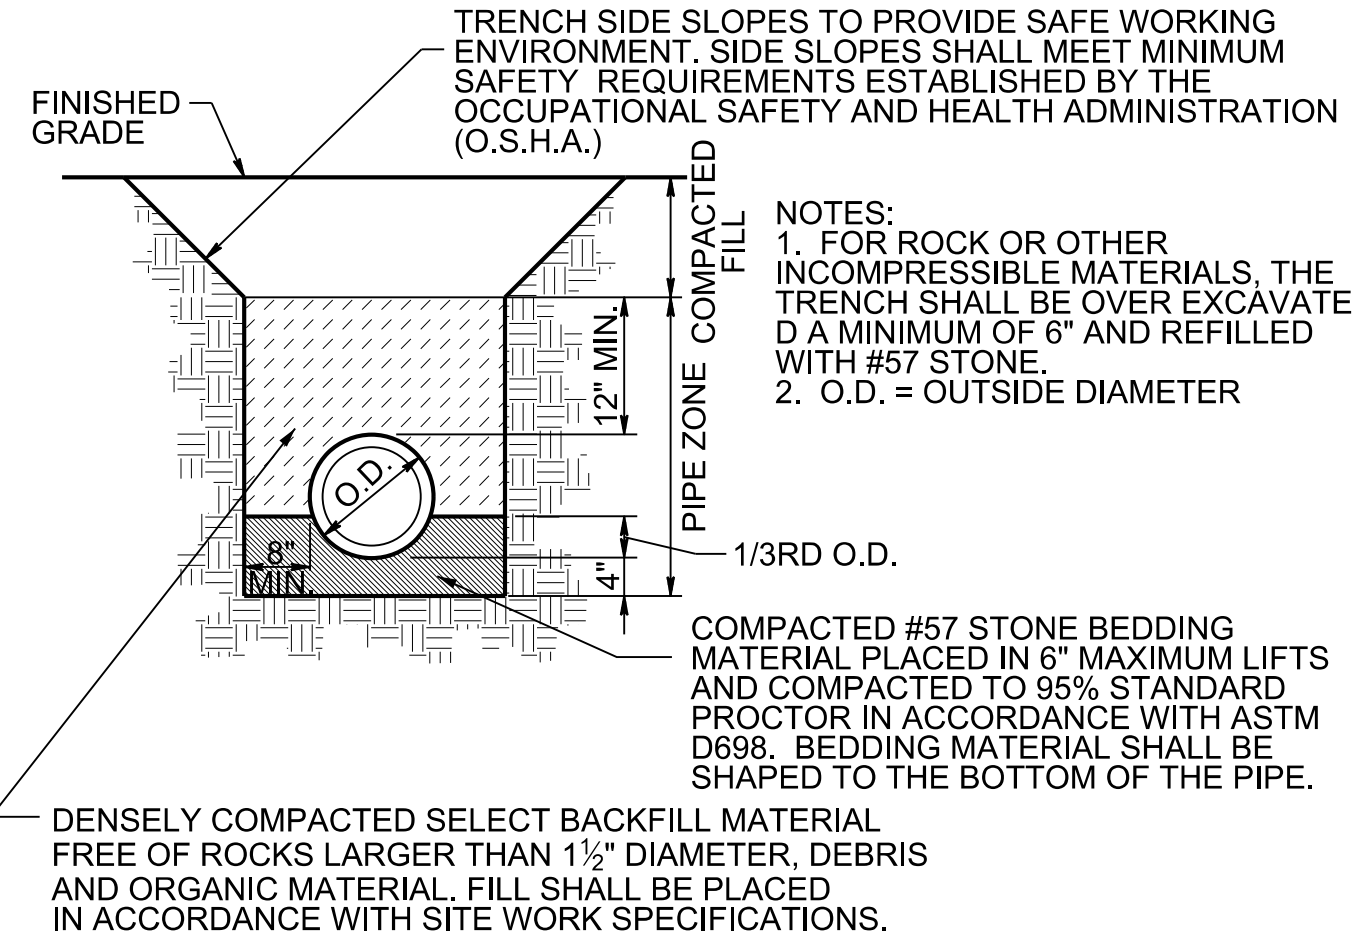 TRENCH SIDE SLOPES TO PROVIDE SAFE WORKING
ENVIRONMENT. SIDE SLOPES SHALL MEET MINIMUM
SAFETY REQUIREMENTS ESTABLISHED BY THE
OCCUPATIONAL SAFETY AND HEALTH ADMINISTRATION
(O.S.H.A.)
FINISHED
GRADE
COMPACTED
FILL
NOTES:
1. FOR ROCK OR OTHER
INCOMPRESSIBLE MATERIALS, THE
TRENCH SHALL BE OVER EXCAVATE
D A MINIMUM OF 6" AND REFILLED
WITH #57 STONE.
2. O.D. = OUTSIDE DIAMETER
12" MIN.
PIPE ZONE
O.D.
8"
MIN.
4"
1/3RD O.D.
COMPACTED #57 STONE BEDDING
MATERIAL PLACED IN 6" MAXIMUM LIFTS
AND COMPACTED TO 95% STANDARD
PROCTOR IN ACCORDANCE WITH ASTM
D698. BEDDING MATERIAL SHALL BE
SHAPED TO THE BOTTOM OF THE PIPE.
DENSELY COMPACTED SELECT BACKFILL MATERIAL
FREE OF ROCKS LARGER THAN 1½" DIAMETER, DEBRIS
AND ORGANIC MATERIAL. FILL SHALL BE PLACED
IN ACCORDANCE WITH SITE WORK SPECIFICATIONS.